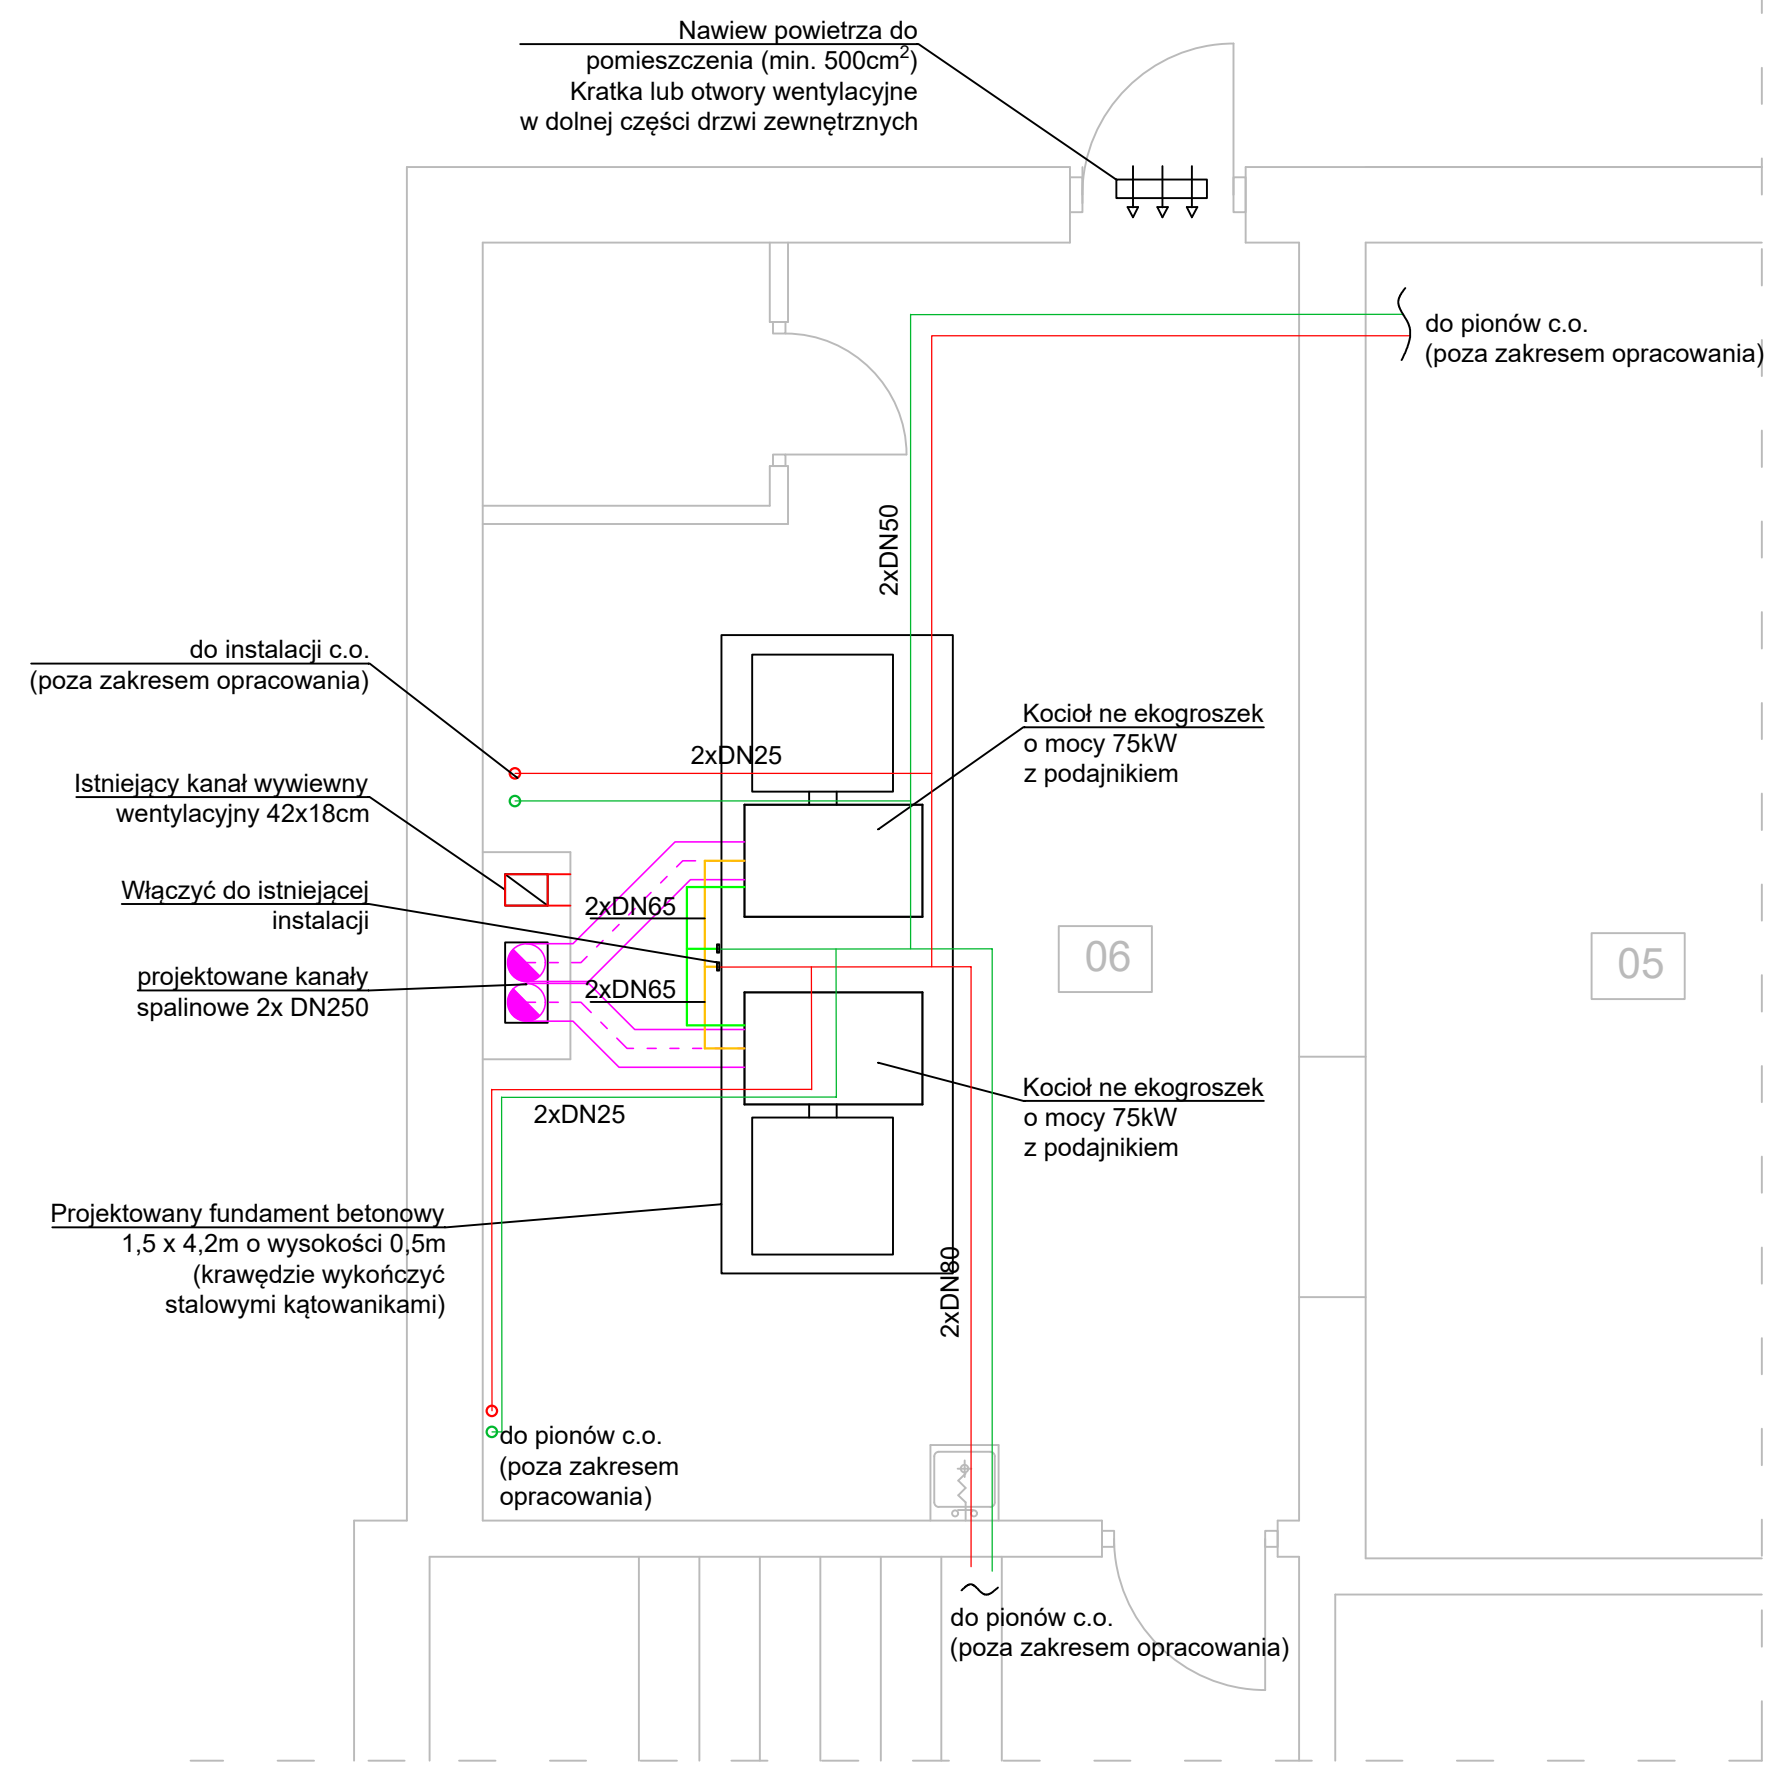 Nawiew powietrza do
pomieszczenia (min. 500cm²)
Kratka lub otwory wentylacyjne
w dolnej części drzwi zewnętrznych
do pionów c.o.
(poza zakresem opracowania)
2xDN50
do instalacji c.o.
(poza zakresem opracowania)
2xDN25
Kocioł ne ekogroszek
o mocy 75kW
z podajnikiem
Istniejący kanał wywiewny
wentylacyjny 42x18cm
Włączyć do istniejącej
instalacji
2xDN65
06
05
projektowane kanały
spalinowe 2x DN250
2xDN65
2xDN25
Kocioł ne ekogroszek
o mocy 75kW
z podajnikiem
Projektowany fundament betonowy
1,5 x 4,2m o wysokości 0,5m
(krawędzie wykończyć
stalowymi kątowanikami)
2xDN80
do pionów c.o.
(poza zakresem
opracowania)
do pionów c.o.
(poza zakresem opracowania)